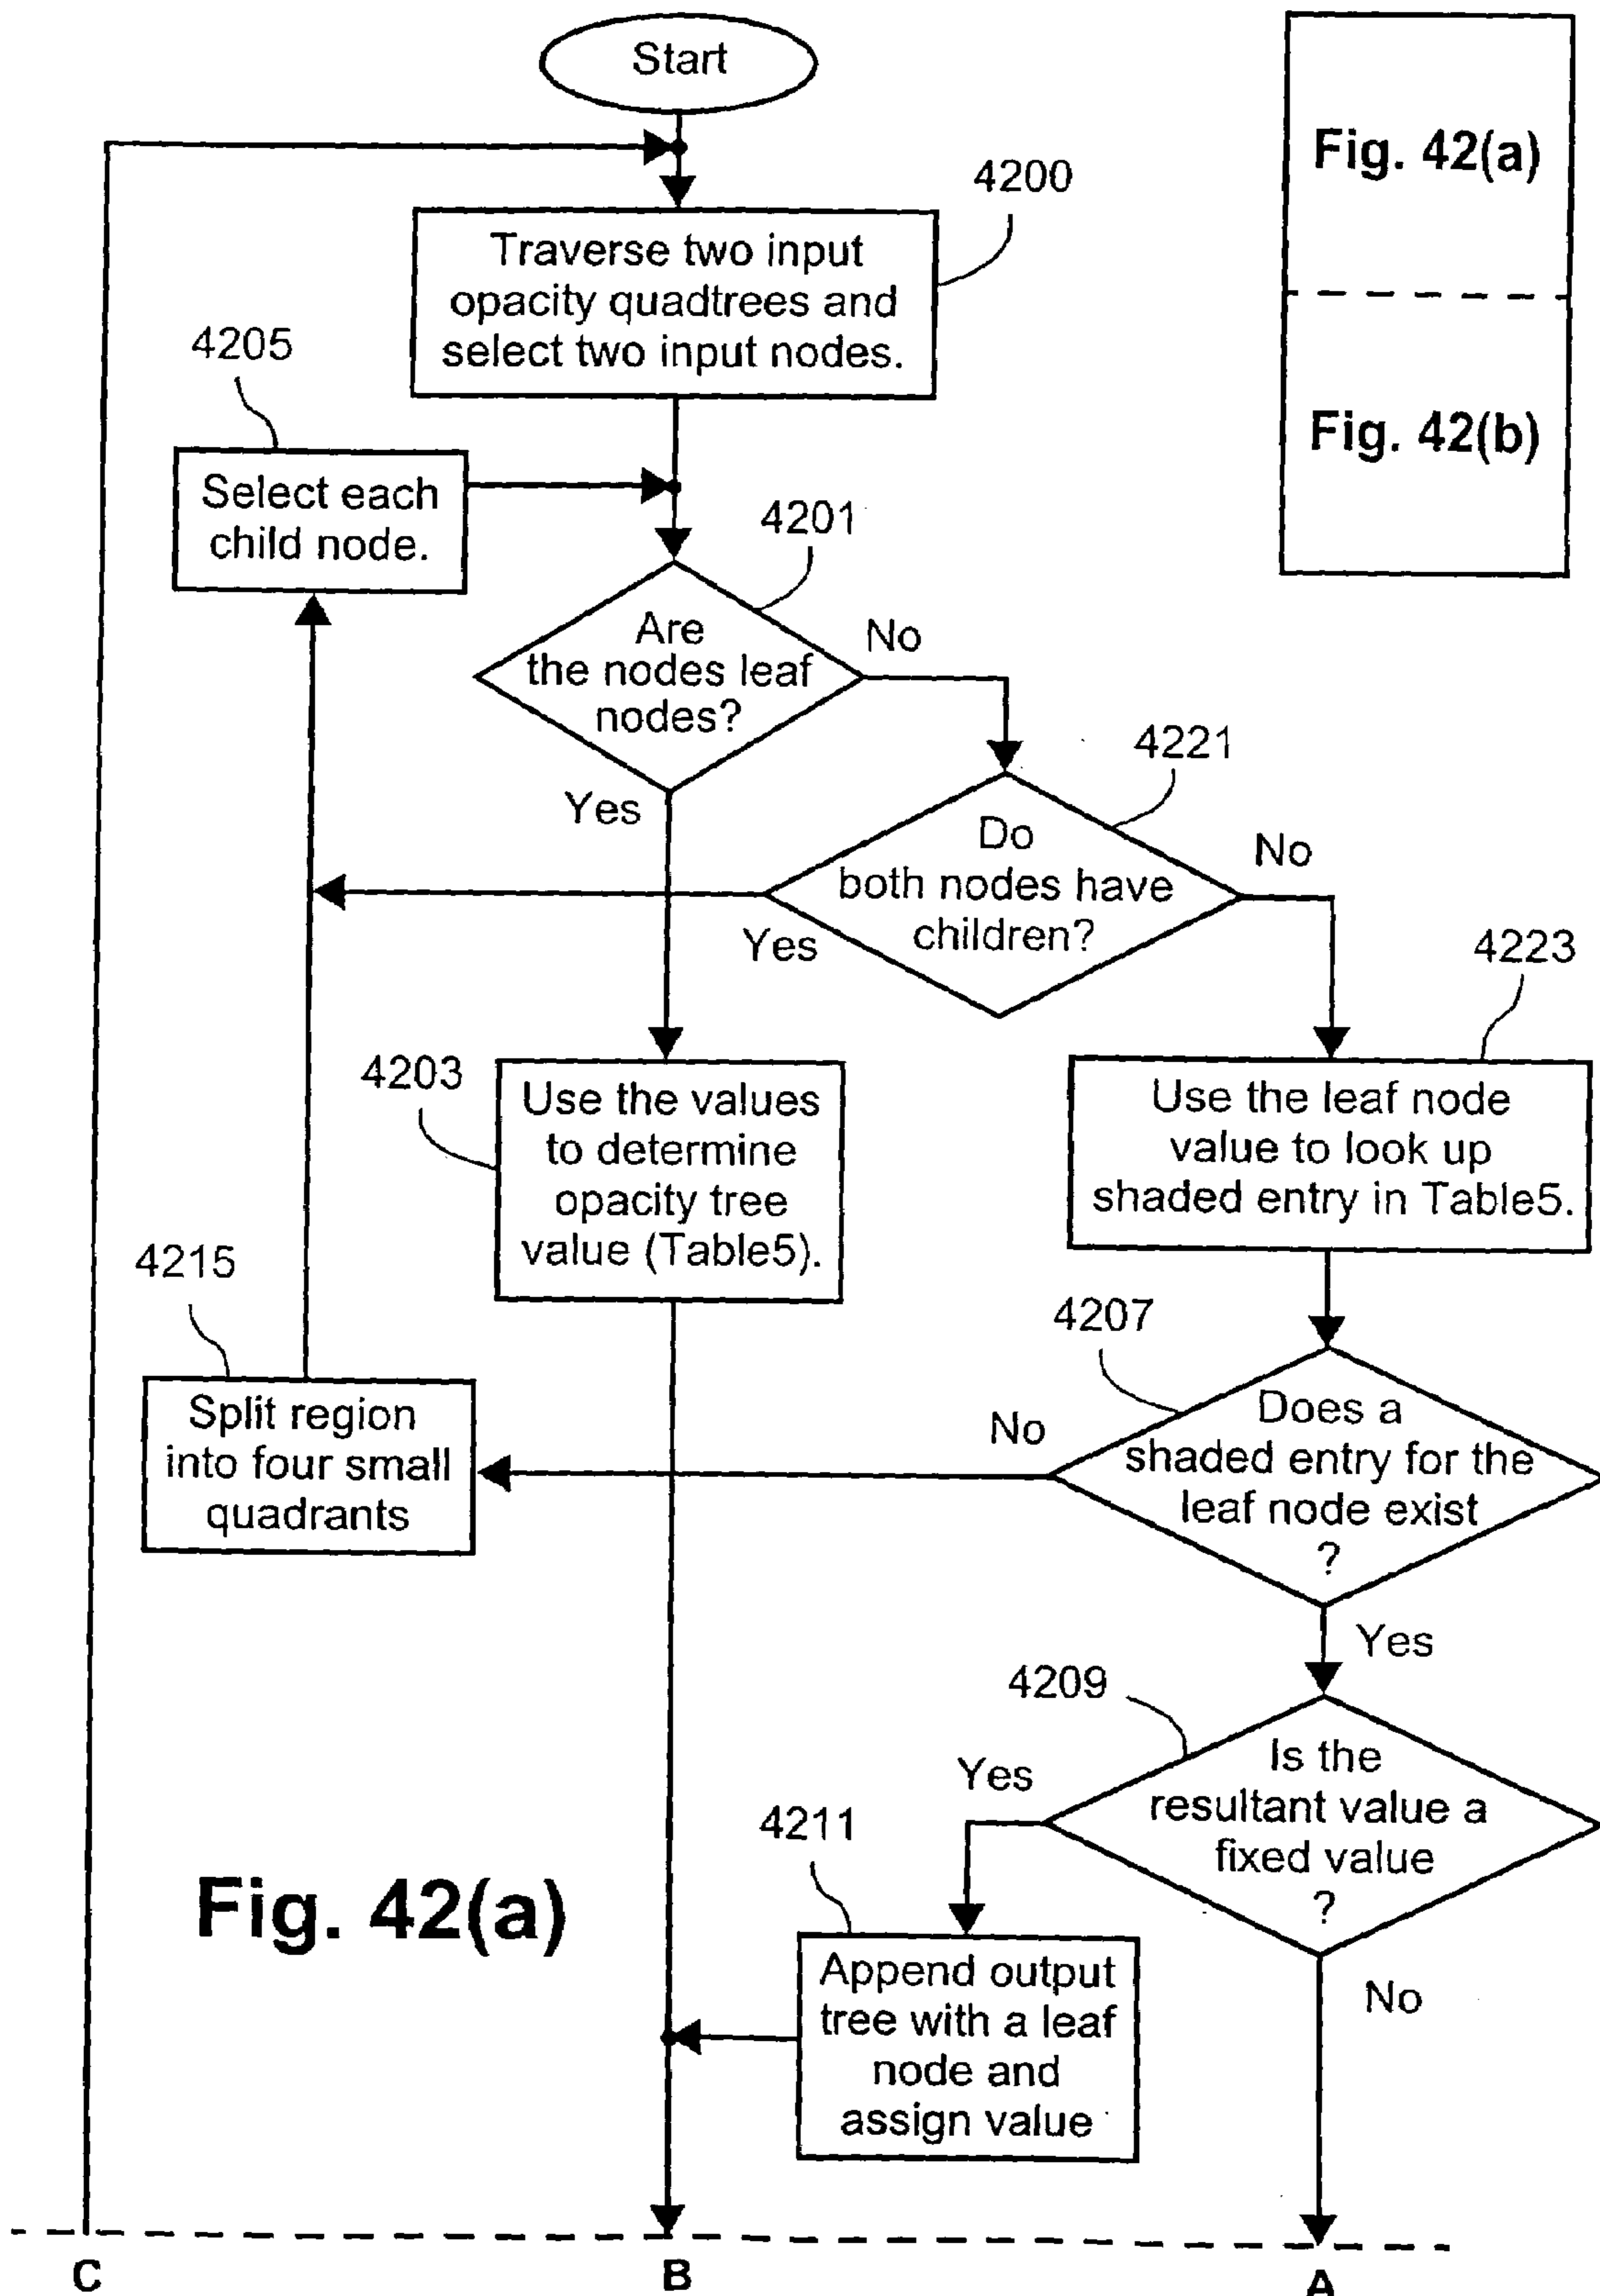 Start
Fig. 42(a)
Fig. 42(b)
4200
Traverse two input
opacity quadtrees and
select two input nodes.
4205
Select each
child node.
4201
Are
the nodes leaf
nodes?
No
Yes
4221
Do
both nodes have
children?
No
Yes
4223
Use the leaf node
value to look up
shaded entry in Table5.
4203
Use the values
to determine
opacity tree
value (Table5).
4215
Split region
into four small
quadrants
4207
Does a
shaded entry for the
leaf node exist
?
No
Yes
4209
Is the
resultant value a
fixed value
?
Yes
No
4211
Append output
tree with a leaf
node and
assign value
Fig. 42(a)
C
B
A